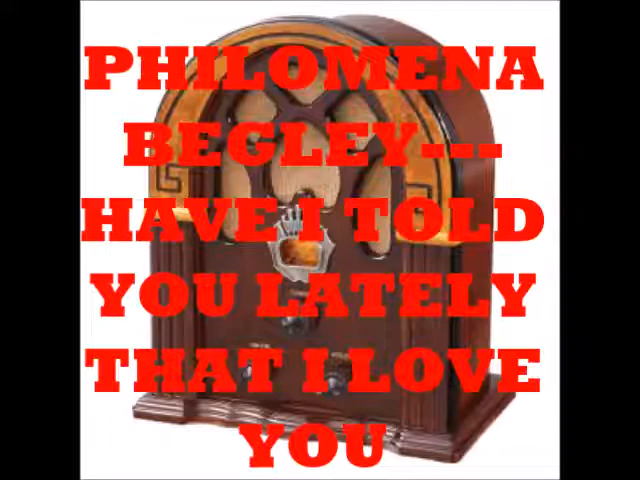 PHILOMENA
BEGLEY---
HAVE I TOLD
YOU LATELY
THAT I LOVE
YOU